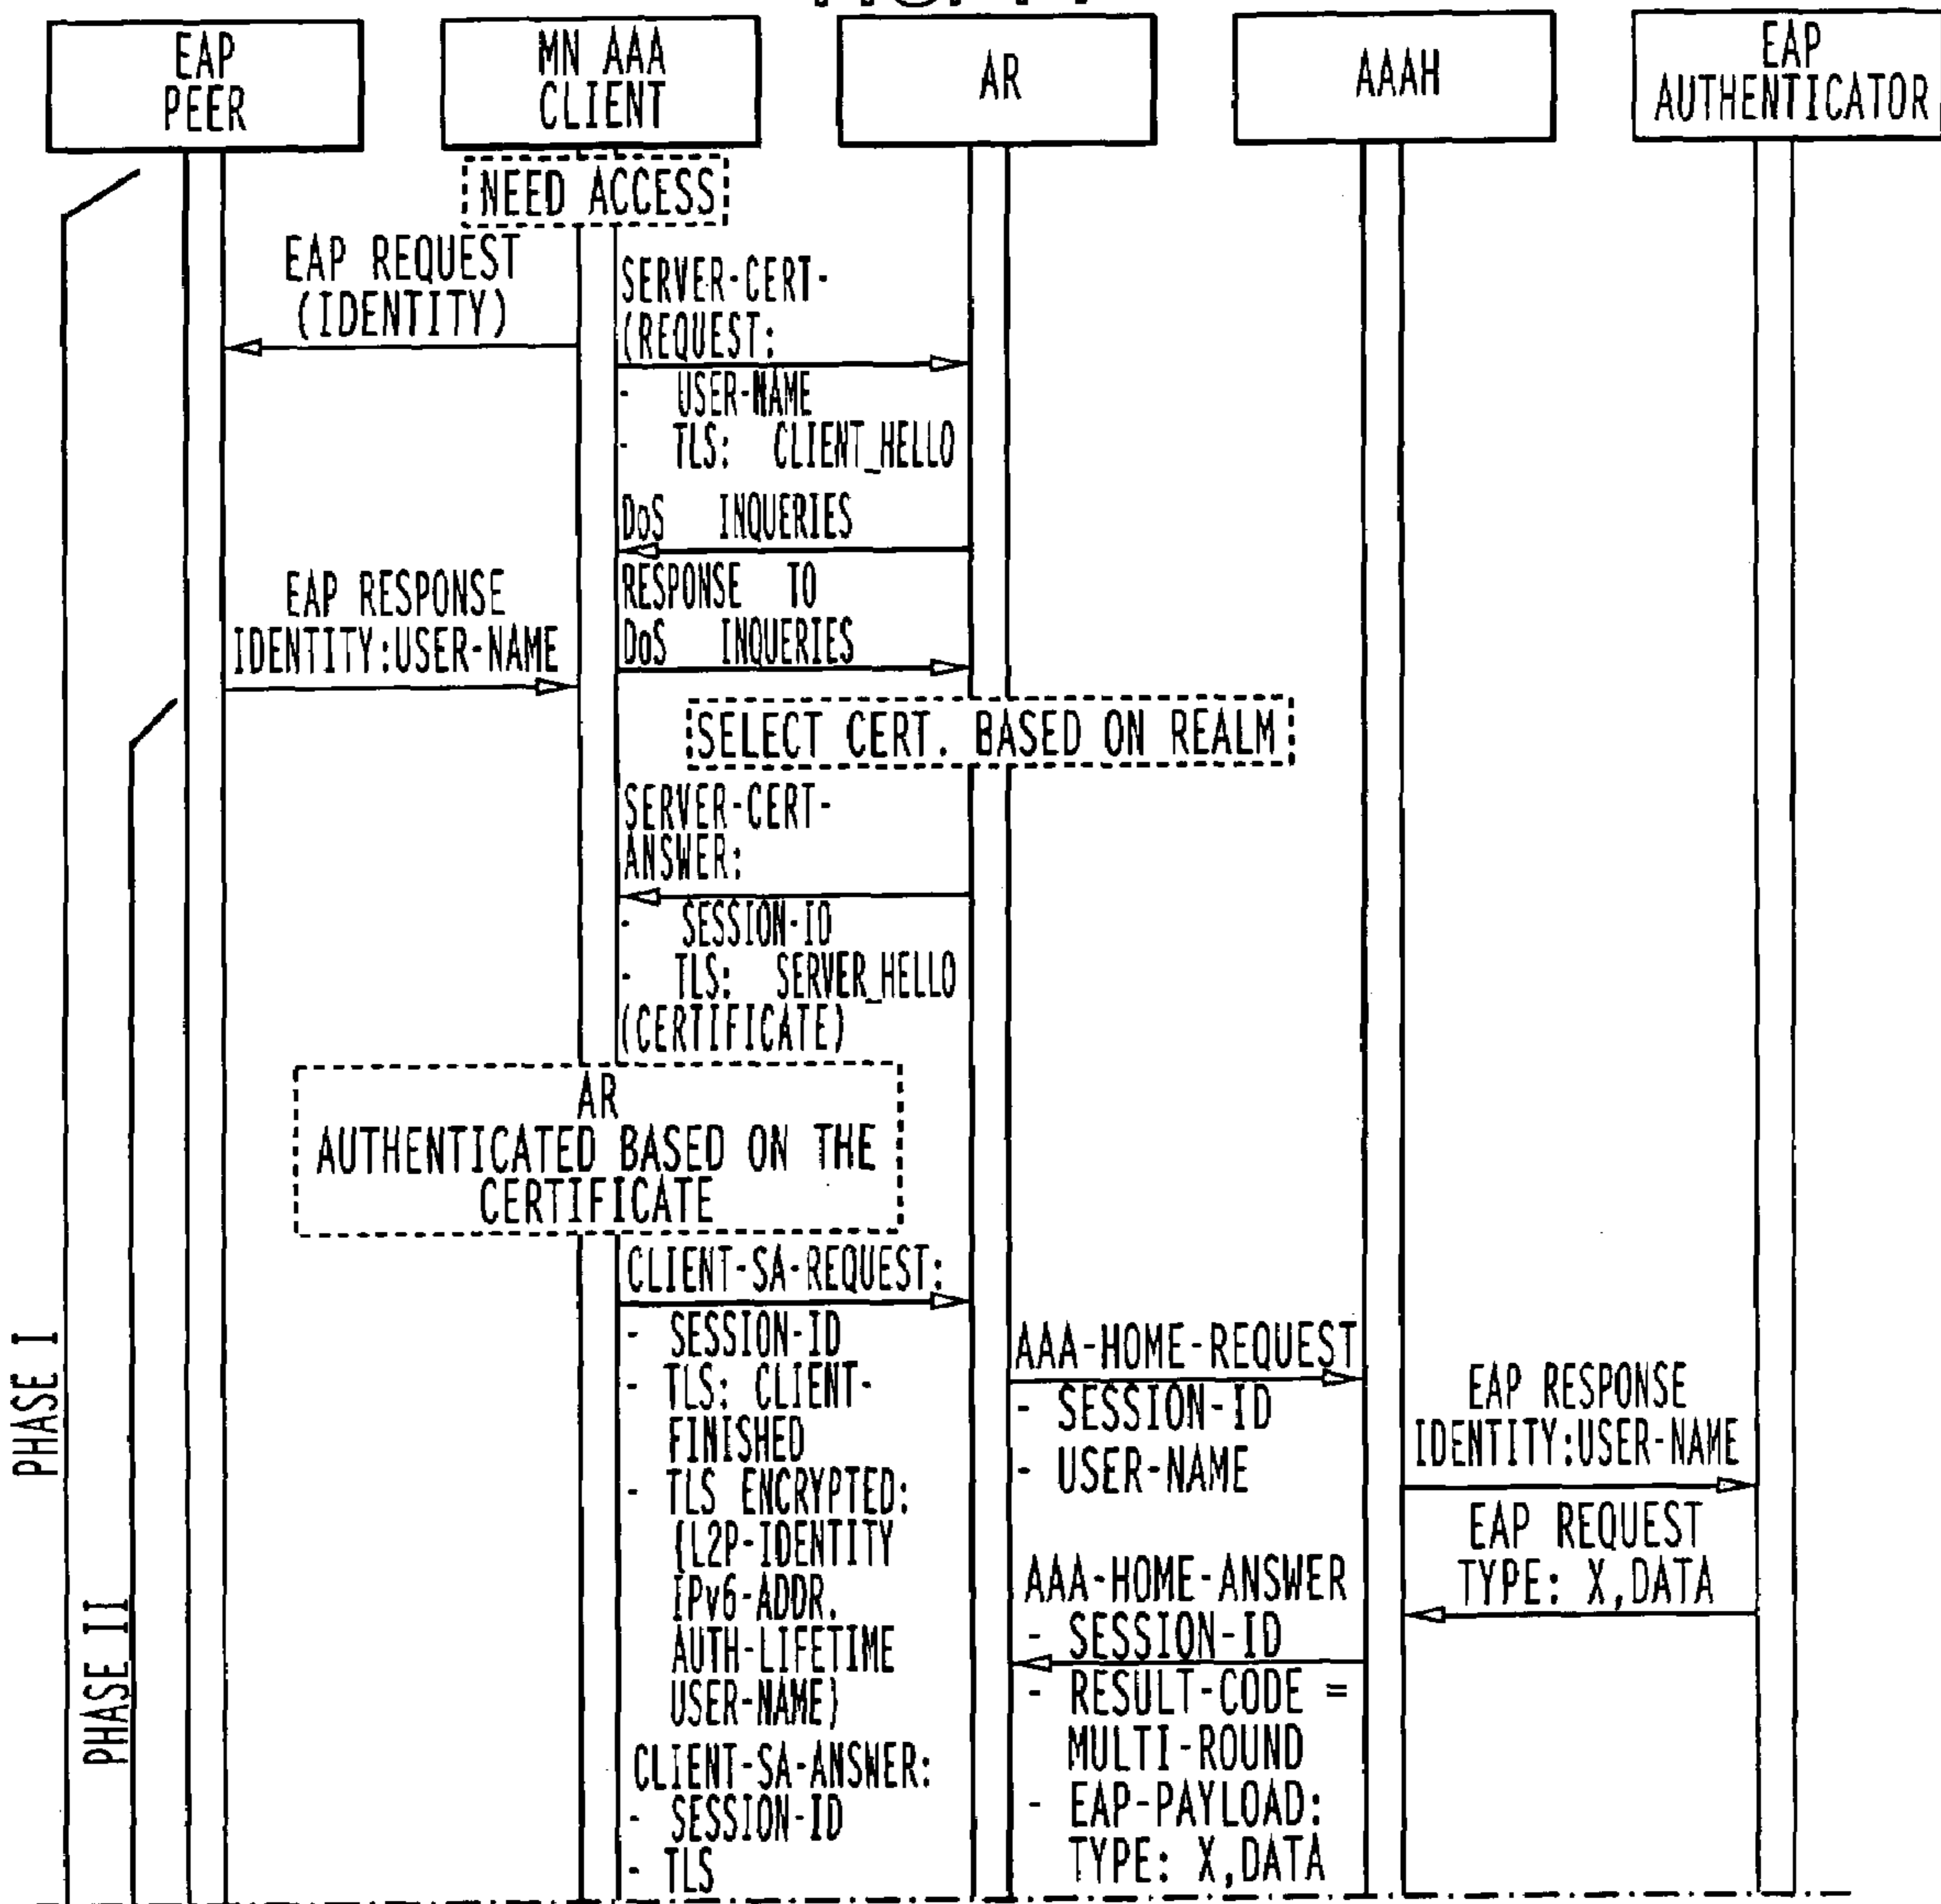 EAP
PEER
MN AAA
CLIENT
AR
AAAH
EAP
AUTHENTICATOR
NEED ACCESS
EAP REQUEST
(IDENTITY)
SERVER-CERT-
(REQUEST:
- USER-NAME
- TLS: CLIENT_HELLO
DoS INQUERIES
RESPONSE TO
DoS INQUERIES
EAP RESPONSE
IDENTITY:USER-NAME
SELECT CERT. BASED ON REALM
SERVER-CERT-
ANSWER:
- SESSION-ID
- TLS: SERVER_HELLO
(CERTIFICATE)
AR
AUTHENTICATED BASED ON THE
CERTIFICATE
CLIENT-SA-REQUEST:
- SESSION-ID
- TLS: CLIENT-
FINISHED
- TLS ENCRYPTED:
{L2P-IDENTITY
IPv6-ADDR.
AUTH-LIFETIME
USER-NAME}
CLIENT-SA-ANSWER:
- SESSION-ID
- TLS
AAA-HOME-REQUEST
- SESSION-ID
- USER-NAME
EAP RESPONSE
IDENTITY:USER-NAME
EAP REQUEST
TYPE: X,DATA
AAA-HOME-ANSWER
- SESSION-ID
- RESULT-CODE =
MULTI-ROUND
- EAP-PAYLOAD:
TYPE: X,DATA
PHASE I
PHASE II